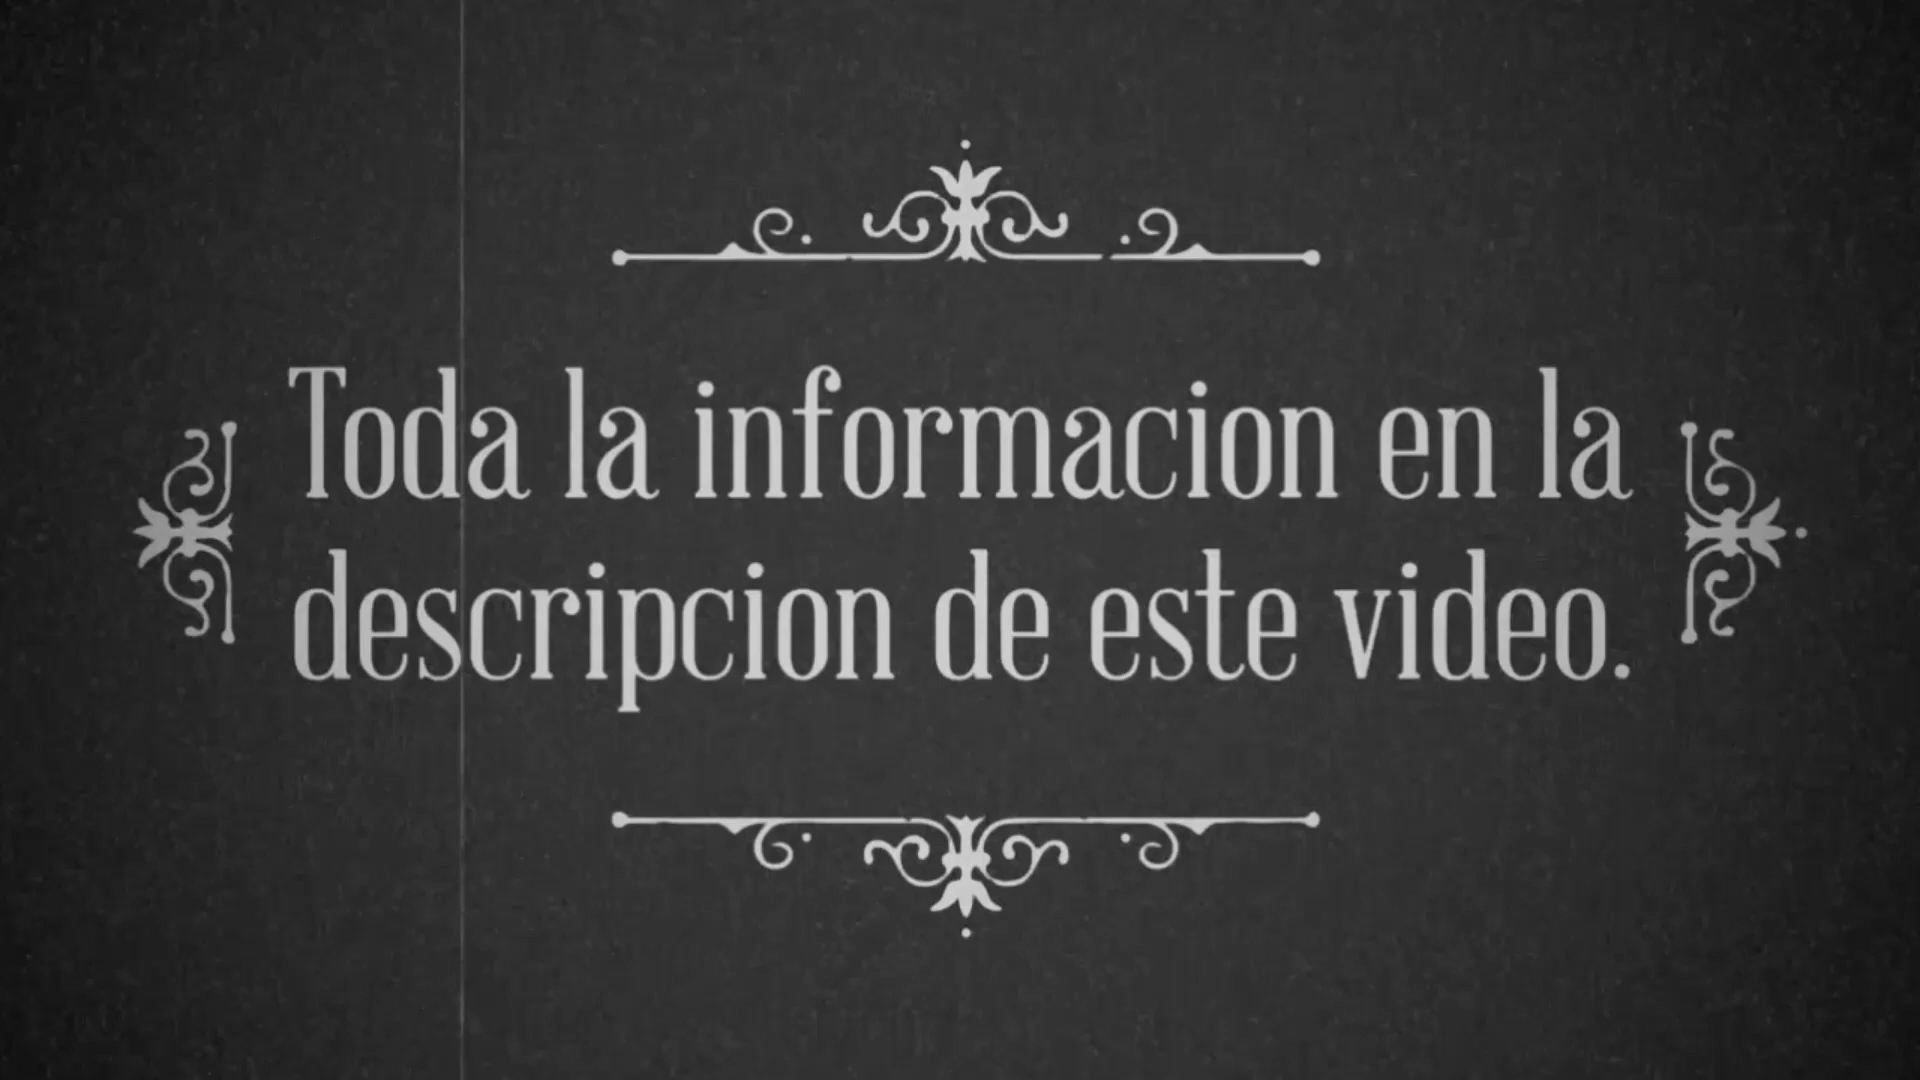 Toda la informacion en la
descripcion de este video.